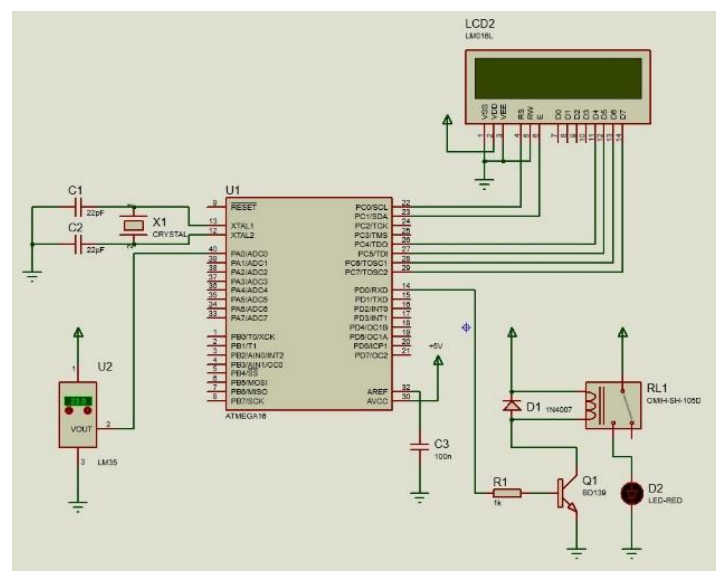 LCD2
LM016L
VSS
VDD
VEE
RS
RW
E
D0
D1
D2
D3
D4
D5
D6
D7
1
2
3
4
5
6
7
8
9
10
11
12
13
14
C1
22pF
X1
CRYSTAL
C2
22pF
U1
9 RESET PC0/SCL 22
PC1/SDA 23
13 XTAL1 PC2/TCK 24
12 XTAL2 PC3/TMS 25
PC4/TDO 26
40 PA0/ADC0 PC5/TDI 27
39 PA1/ADC1 PC6/TOSC1 28
38 PA2/ADC2 PC7/TOSC2 29
37 PA3/ADC3
36 PA4/ADC4 PD0/RXD 14
35 PA5/ADC5 PD1/TXD 15
34 PA6/ADC6 PD2/INT0 16
33 PA7/ADC7 PD3/INT1 17
PD4/OC1B 18
1 PB0/T0/XCK PD5/OC1A 19
2 PB1/T1 PD6/ICP1 20
3 PB2/AIN0/INT2 PD7/OC2 21
4 PB3/AIN1/OC0
5 PB4/SS
6 PB5/MOSI
7 PB6/MISO AREF 32
8 PB7/SCK AVCC 30
ATMEGA16
+5V
1
U2
23.0
VOUT 2
3
LM35
C3
100n
D1 1N4007
RL1
OMIH-SH-105D
R1
1k
Q1
BD139
D2
LED-RED